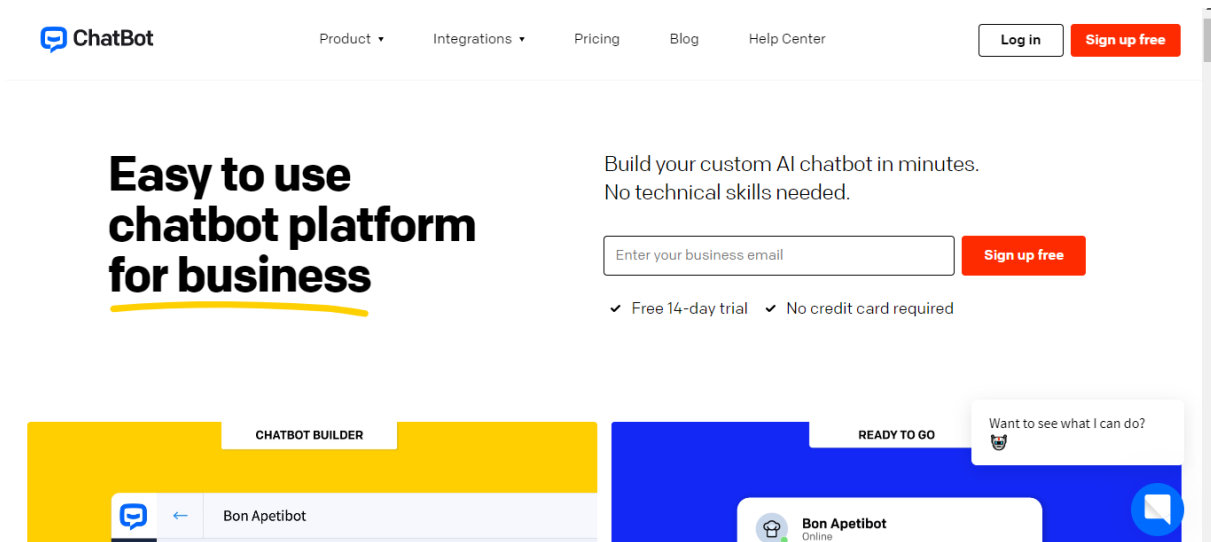 ChatBot
Product ▾ Integrations ▾ Pricing Blog Help Center
Log in
Sign up free
Easy to use
chatbot platform
for business
Build your custom AI chatbot in minutes.
No technical skills needed.
Enter your business email
Sign up free
✓ Free 14-day trial ✓ No credit card required
CHATBOT BUILDER
Bon Apetibot
READY TO GO
Bon Apetibot
Online
Want to see what I can do?